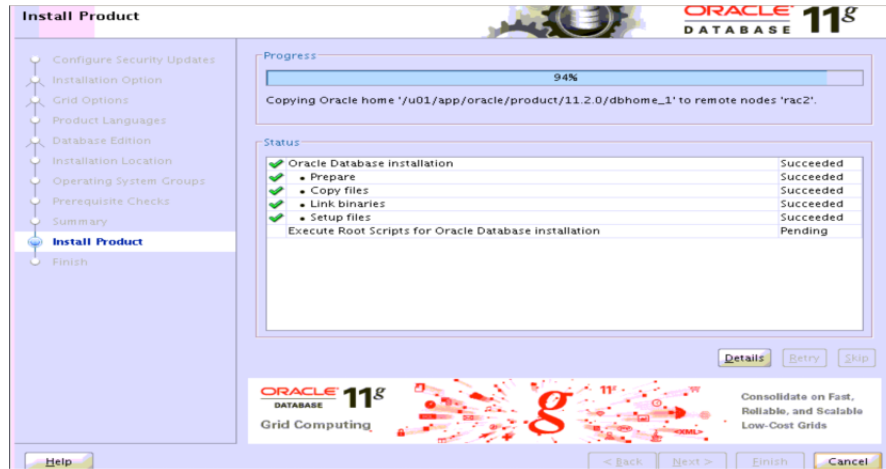 Install Product
ORACLE 11g
DATABASE
Configure Security Updates
Installation Option
Grid Options
Product Languages
Database Edition
Installation Location
Operating System Groups
Prerequisite Checks
Summary
Install Product
Finish
Progress
94%
Copying Oracle home '/u01/app/oracle/product/11.2.0/dbhome_1' to remote nodes 'rac2'.
Status
Oracle Database installation Succeeded
• Prepare Succeeded
• Copy files Succeeded
• Link binaries Succeeded
• Setup files Succeeded
Execute Root Scripts for Oracle Database installation Pending
Details Retry Skip
ORACLE 11g
DATABASE
Grid Computing
g
11g
XML
Consolidate on Fast,
Reliable, and Scalable
Low-Cost Grids
Help < Back Next > Finish Cancel